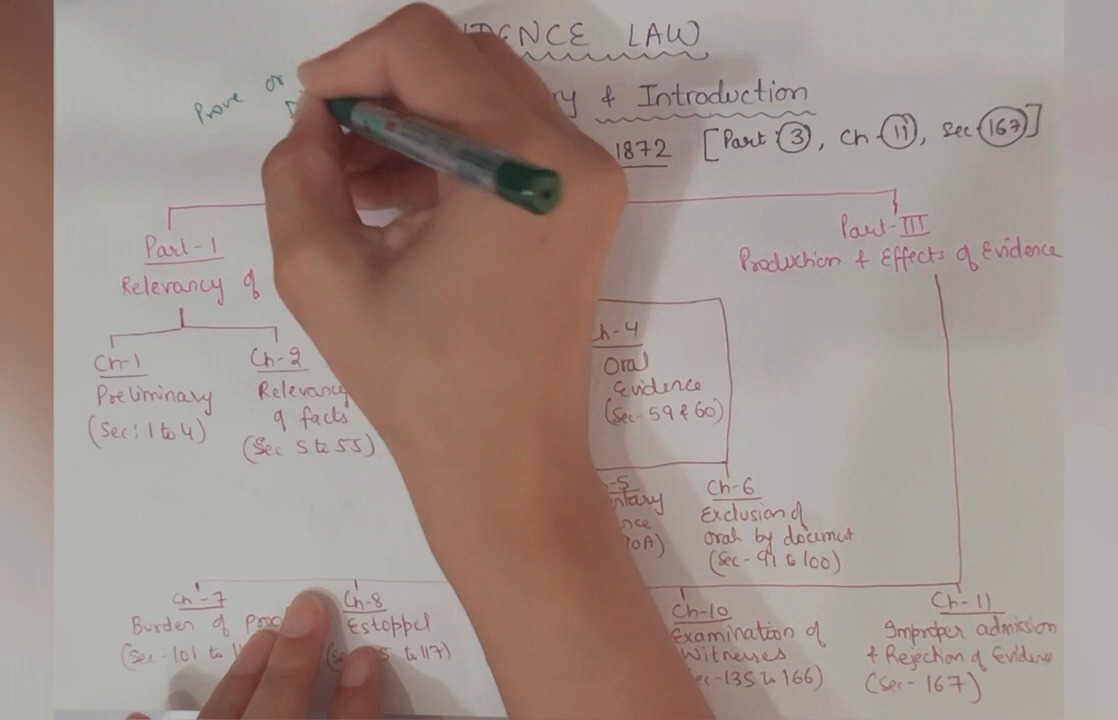 LAW
Prove or
& Introduction
1872 [Part 3, Ch 11, Sec 167]
Part-1
Relevancy of
Part-III
Production & Effects of Evidence
Ch-1
Preliminary
(Sec: 1 to 4)
Ch-2
Relevancy
of facts
(Sec 5 to 55)
Ch-4
Oral
Evidence
(Sec-59 & 60)
Ch-6
Exclusion of
oral by documat
(Sec-91 to 100)
Ch-7
Burden of
(Sec-101 to
Ch-8
Estoppel
to 117)
Ch-10
Examination of
Witnesses
135 to 166)
Ch-11
Improper admission
& Rejection of Evidence
(Sec-167)